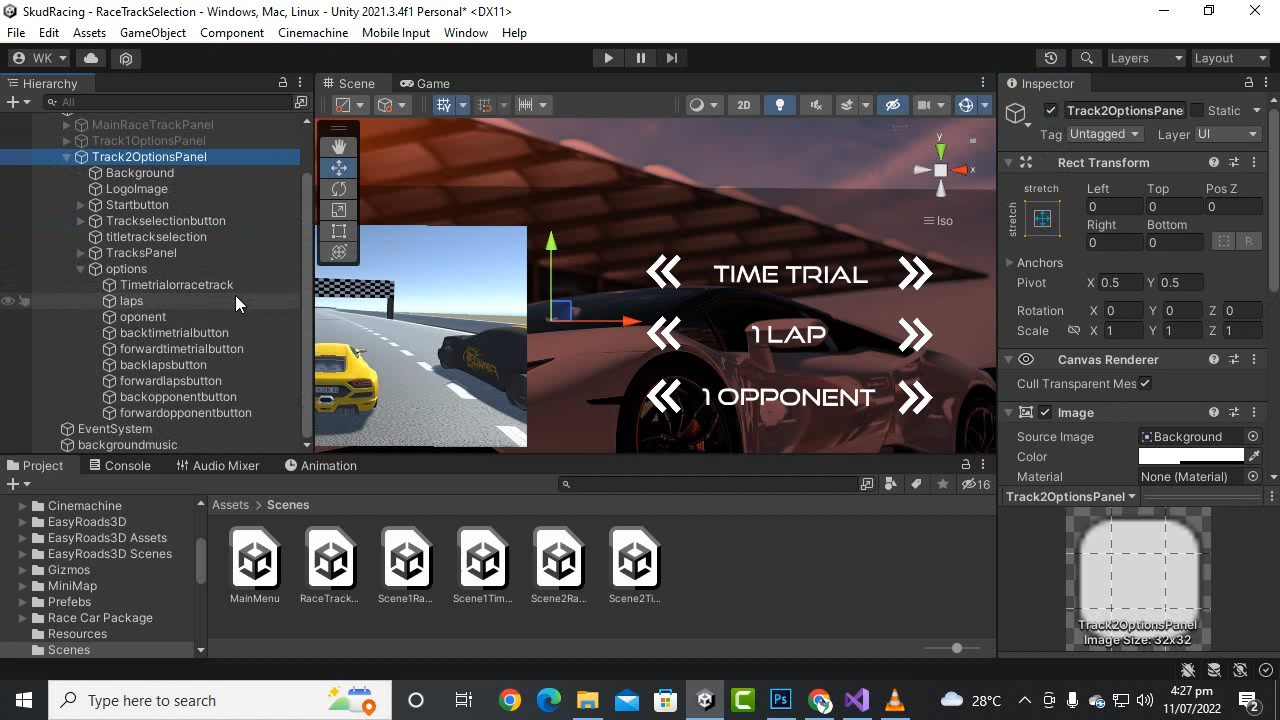 SkudRacing - RaceTrackSelection - Windows, Mac, Linux - Unity 2021.3.4f1 Personal* <DX11>
File Edit Assets GameObject Component Cinemachine Mobile Input Window Help
WK Layers Layout
Hierarchy
All
MainRaceTrackPanel
Track1OptionsPanel
Track2OptionsPanel
Background
LogoImage
Startbutton
Trackselectionbutton
titletrackselection
TracksPanel
options
Timetrialorracetrack
laps
oponent
backtimetrialbutton
forwardtimetrialbutton
backlapsbutton
forwardlapsbutton
backopponentbutton
forwardopponentbutton
EventSystem
backgroundmusic
Scene Game
2D
y
x
Iso
TIME TRIAL
1 LAP
1 OPPONENT
Inspector
Track2OptionsPane Static
Tag Untagged Layer UI
Rect Transform
stretch Left Top Pos Z
stretch 0 0 0
Right Bottom
0 0 R
Anchors
Pivot X 0.5 Y 0.5
Rotation X 0 Y 0 Z 0
Scale X 1 Y 1 Z 1
Canvas Renderer
Cull Transparent Mes
Image
Source Image Background
Color
Material None (Material)
Track2OptionsPanel
Track2OptionsPanel
Image Size: 32x32
Project Console Audio Mixer Animation
16
Cinemachine
EasyRoads3D
EasyRoads3D Assets
EasyRoads3D Scenes
Gizmos
MiniMap
Prefebs
Race Car Package
Resources
Scenes
Assets > Scenes
MainMenu RaceTrack... Scene1Ra... Scene1Tim... Scene2Ra... Scene2Ti...
Type here to search
Ps
28°C
4:27 pm
11/07/2022
2